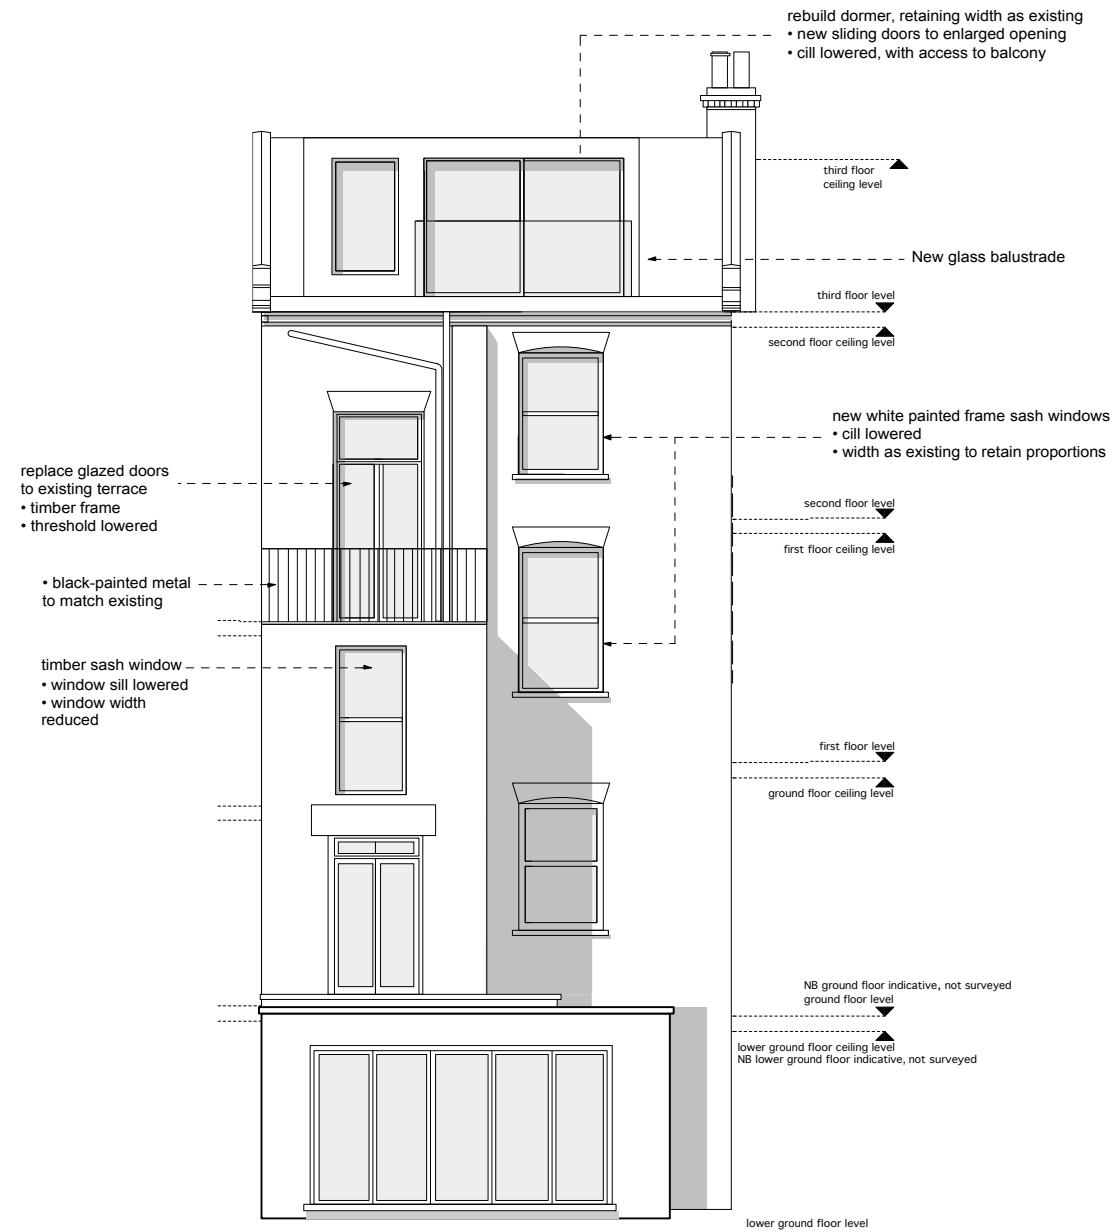 rebuild dormer, retaining width as existing
• new sliding doors to enlarged opening
• cill lowered, with access to balcony
third floor
ceiling level
New glass balustrade
third floor level
second floor ceiling level
new white painted frame sash windows
• cill lowered
• width as existing to retain proportions
replace glazed doors
to existing terrace
• timber frame
• threshold lowered
second floor level
first floor ceiling level
• black-painted metal
to match existing
timber sash window
• window sill lowered
• window width
reduced
first floor level
ground floor ceiling level
NB ground floor indicative, not surveyed
ground floor level
lower ground floor ceiling level
NB lower ground floor indicative, not surveyed
lower ground floor level